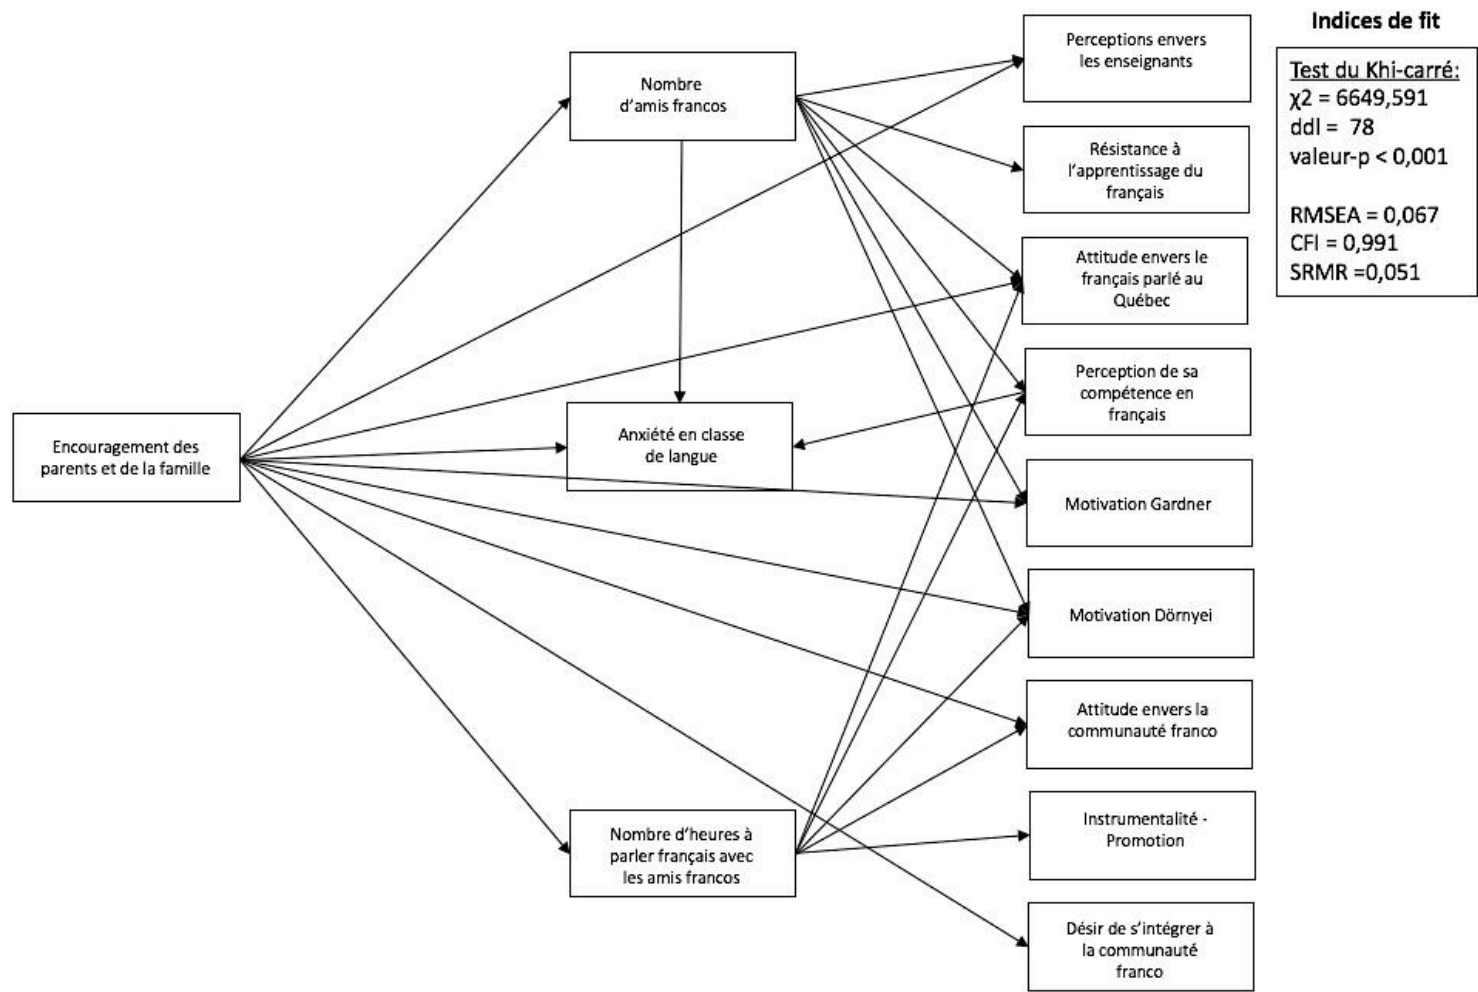 Indices de fit
Perceptions envers
les enseignants
Test du Khi-carré:
χ2 = 6649,591
ddl = 78
valeur-p < 0,001
RMSEA = 0,067
CFI = 0,991
SRMR =0,051
Nombre
d'amis francos
Résistance à
l'apprentissage du
français
Attitude envers le
français parlé au
Québec
Perception de sa
compétence en
français
Encouragement des
parents et de la famille
Anxiété en classe
de langue
Motivation Gardner
Motivation Dörnyei
Attitude envers la
communauté franco
Nombre d'heures à
parler français avec
les amis francos
Instrumentalité -
Promotion
Désir de s'intégrer à
la communauté
franco